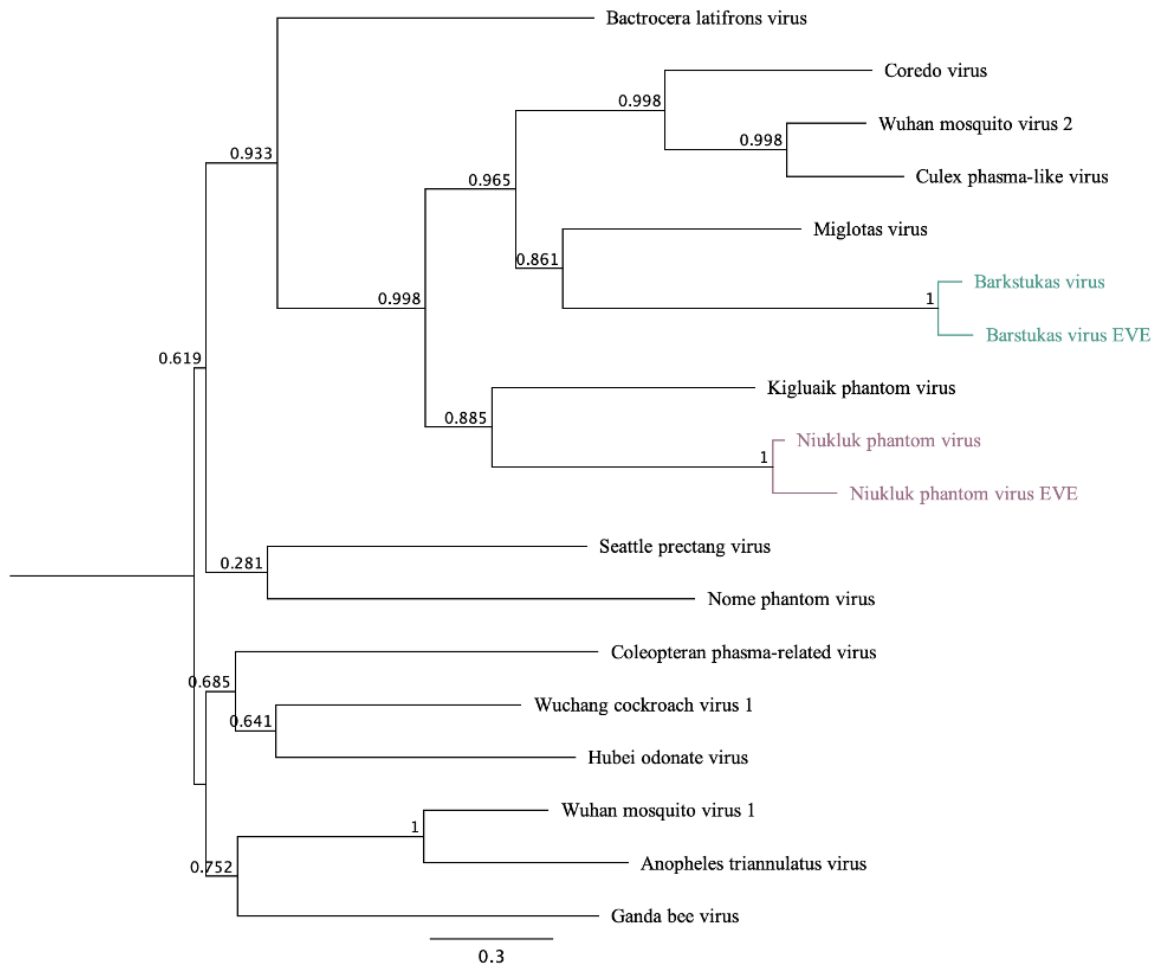 Bactrocera latifrons virus
Coredo virus
0.998
Wuhan mosquito virus 2
0.998
0.933
Culex phasma-like virus
0.965
Miglotas virus
0.861
Barkstukas virus
0.998
1
Barstukas virus EVE
0.619
Kigluaik phantom virus
0.885
Niukluk phantom virus
1
Niukluk phantom virus EVE
Seattle prectang virus
0.281
Nome phantom virus
Coleopteran phasma-related virus
0.685
Wuchang cockroach virus 1
0.641
Hubei odonate virus
Wuhan mosquito virus 1
1
Anopheles triannulatus virus
0.752
Ganda bee virus
0.3